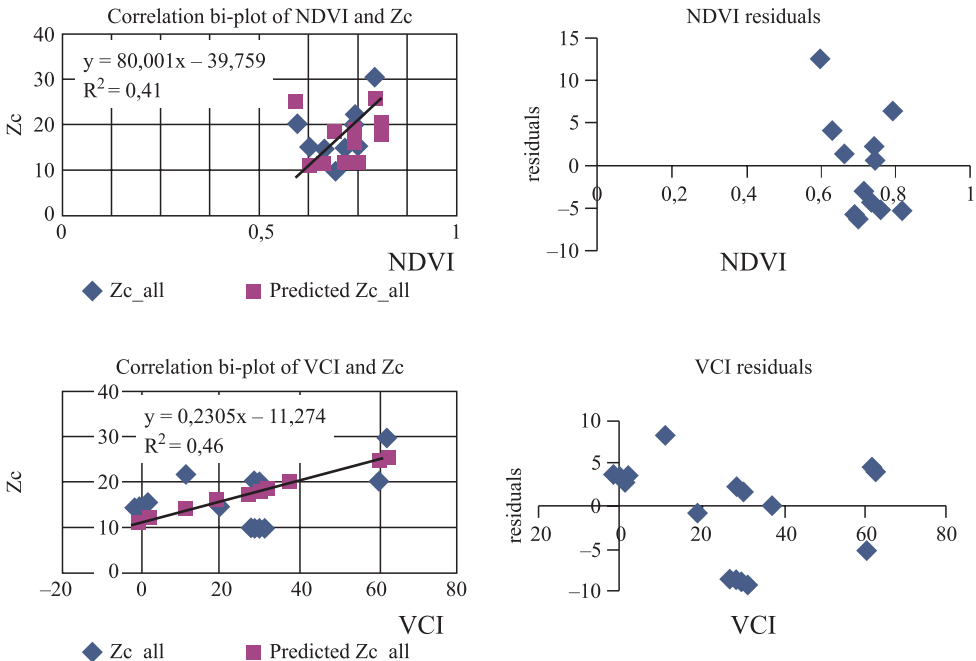 Correlation bi-plot of NDVI and Zc
40
30
20
10
0
Zc
y = 80,001x – 39,759
R² = 0,41
0
0,5
1
NDVI
Zc_all
Predicted Zc_all
NDVI residuals
15
10
5
0
–5
–10
residuals
0
0,2
0,4
0,6
0,8
1
NDVI
Correlation bi-plot of VCI and Zc
40
30
20
10
0
Zc
y = 0,2305x – 11,274
R² = 0,46
–20
0
20
40
60
80
VCI
Zc_all
Predicted Zc_all
VCI residuals
10
5
0
–5
–10
residuals
20
0
20
40
60
80
VCI